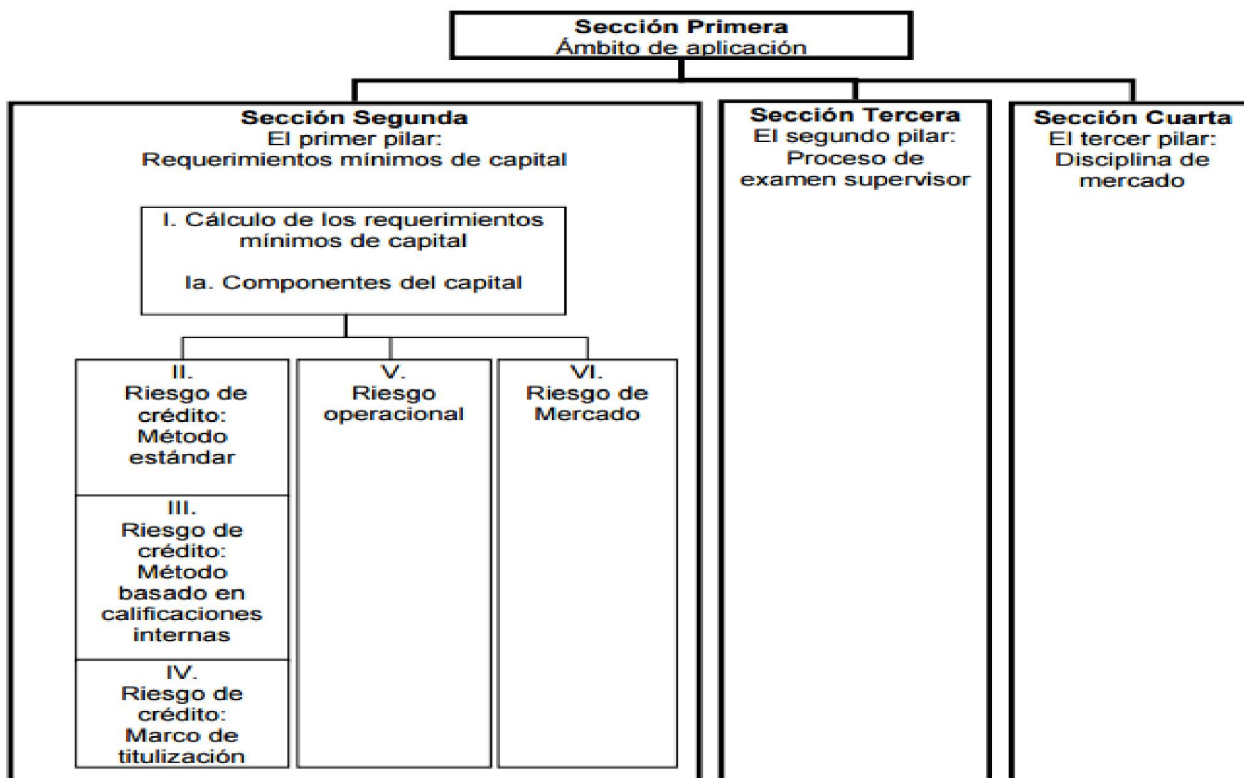 Sección Primera
Ámbito de aplicación
Sección Segunda
El primer pilar:
Requerimientos mínimos de capital
I. Cálculo de los requerimientos
mínimos de capital
Ia. Componentes del capital
II.
Riesgo de
crédito:
Método
estándar
III.
Riesgo de
crédito:
Método
basado en
calificaciones
internas
IV.
Riesgo de
crédito:
Marco de
titulización
V.
Riesgo
operacional
VI.
Riesgo de
Mercado
Sección Tercera
El segundo pilar:
Proceso de
examen supervisor
Sección Cuarta
El tercer pilar:
Disciplina de
mercado